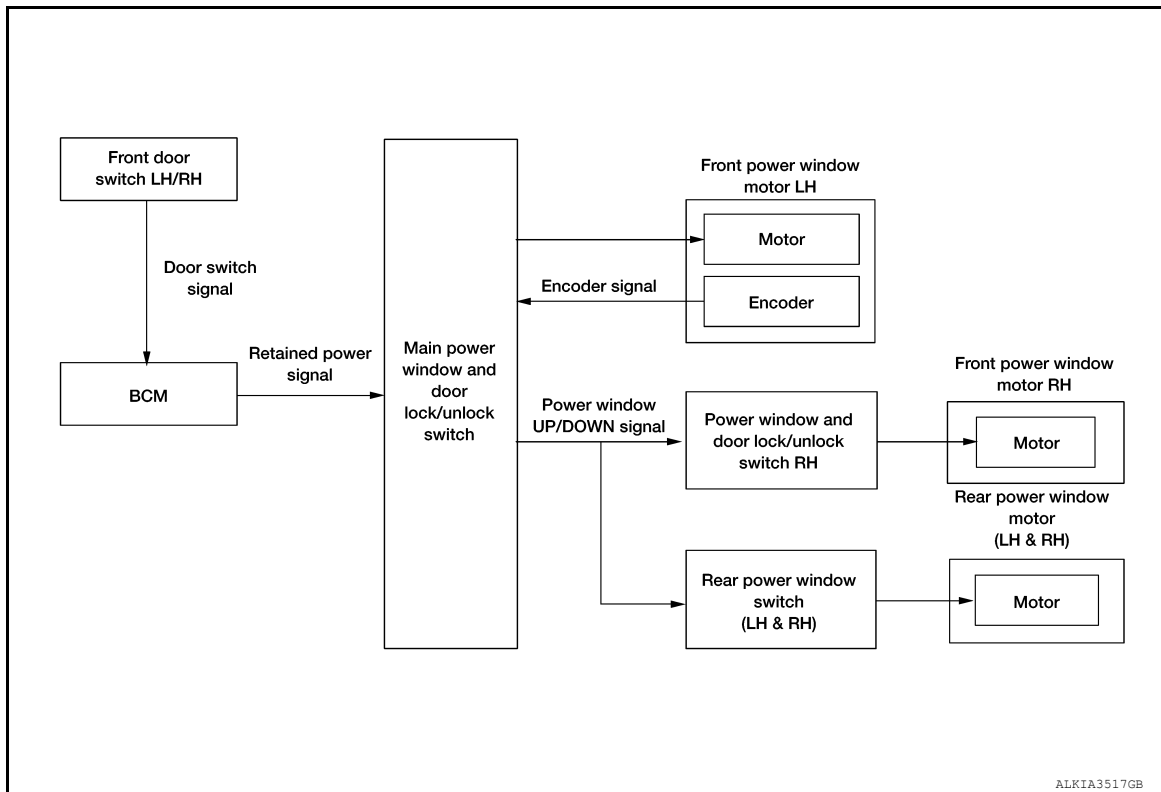 Front door
switch LH/RH
Door switch
signal
BCM
Retained power
signal
Main power
window and
door
lock/unlock
switch
Front power window
motor LH
Motor
Encoder signal
Encoder
Power window
UP/DOWN signal
Power window and
door lock/unlock
switch RH
Front power window
motor RH
Motor
Rear power window
switch
(LH & RH)
Rear power window
motor
(LH & RH)
Motor
ALKIA3517GB